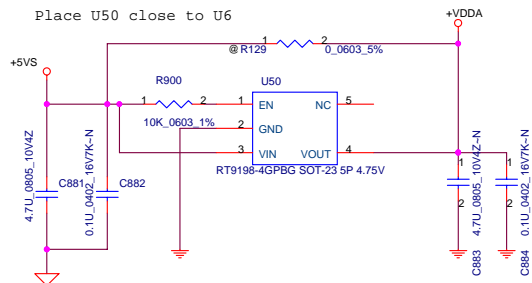 Place U50 close to U6
+VDDA
1
2
@ R129
0_0603_5%
+5VS
R900
U50
1
2
1
EN
NC
5
2
GND
10K_0603_1%
3
VIN
VOUT
4
RT9198-4GPBG SOT-23 5P 4.75V
C881
4.7U_0805_10V4Z
C882
0.1U_0402_16V7K~N
1
2
C883
4.7U_0805_10V4Z~N
1
2
C884
0.1U_0402_16V7K~N